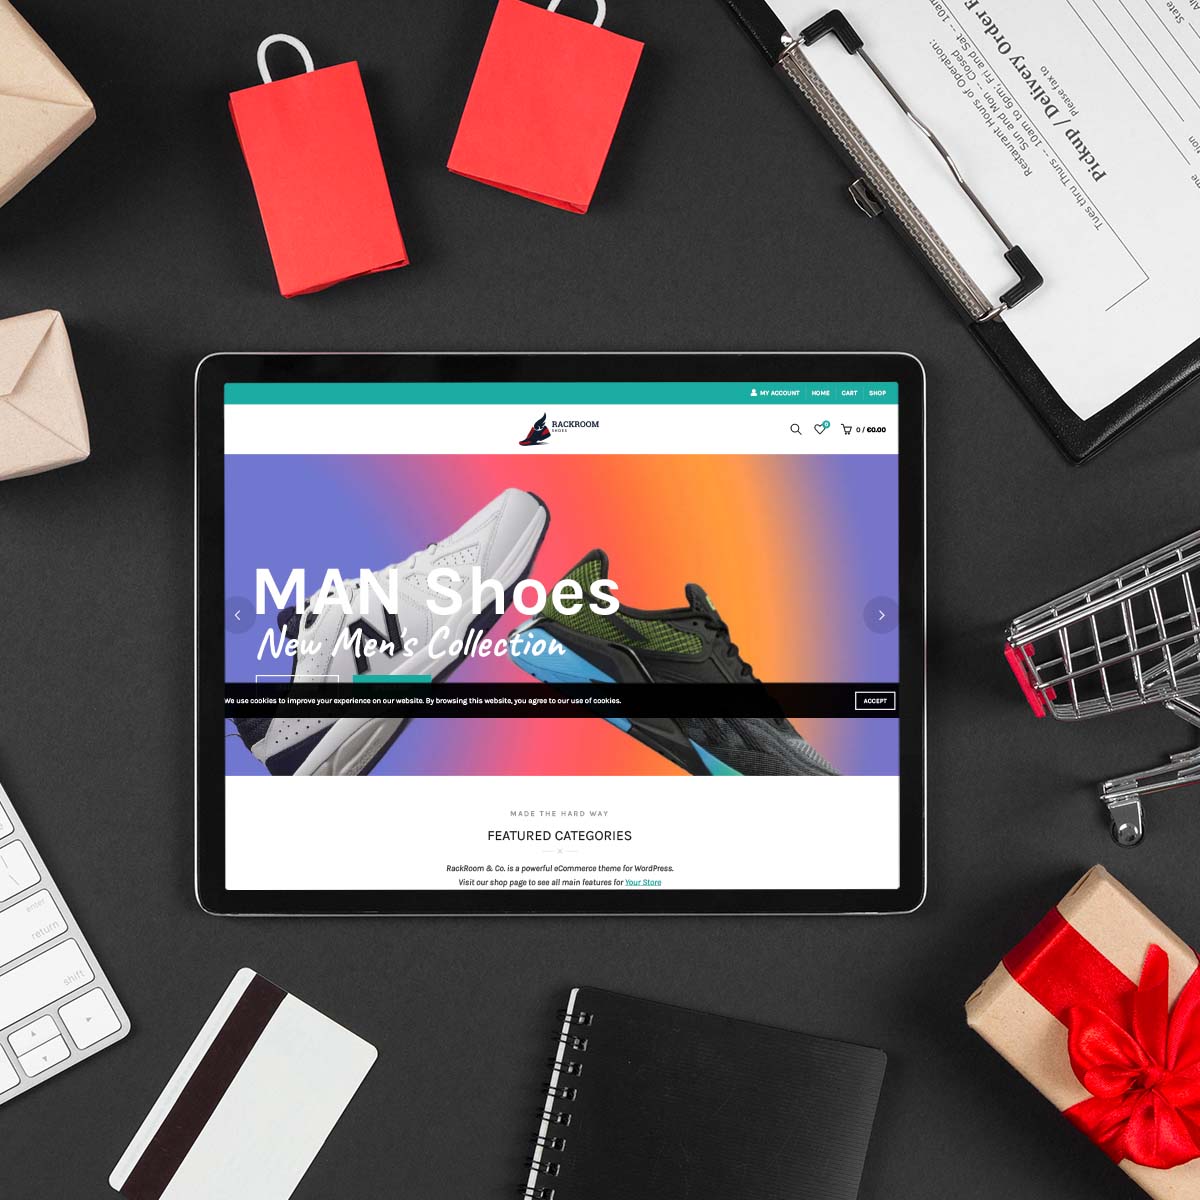 State
Pickup / Delivery Order F
Please fax to
Restaurant Hours of Operation:
Sun and Mon -- Closed
Tues thru Thurs -- 10am to 6pm; Fri and Sat -- 10am
MY ACCOUNT HOME CART SHOP
RACKROOM
SHOES
0
0 / €0.00
MAN Shoes
New Men's Collection
We use cookies to improve your experience on our website. By browsing this website, you agree to our use of cookies.
ACCEPT
MADE THE HARD WAY
FEATURED CATEGORIES
RackRoom & Co. is a powerful eCommerce theme for WordPress.
Visit our shop page to see all main features for Your Store
enter
return
shift